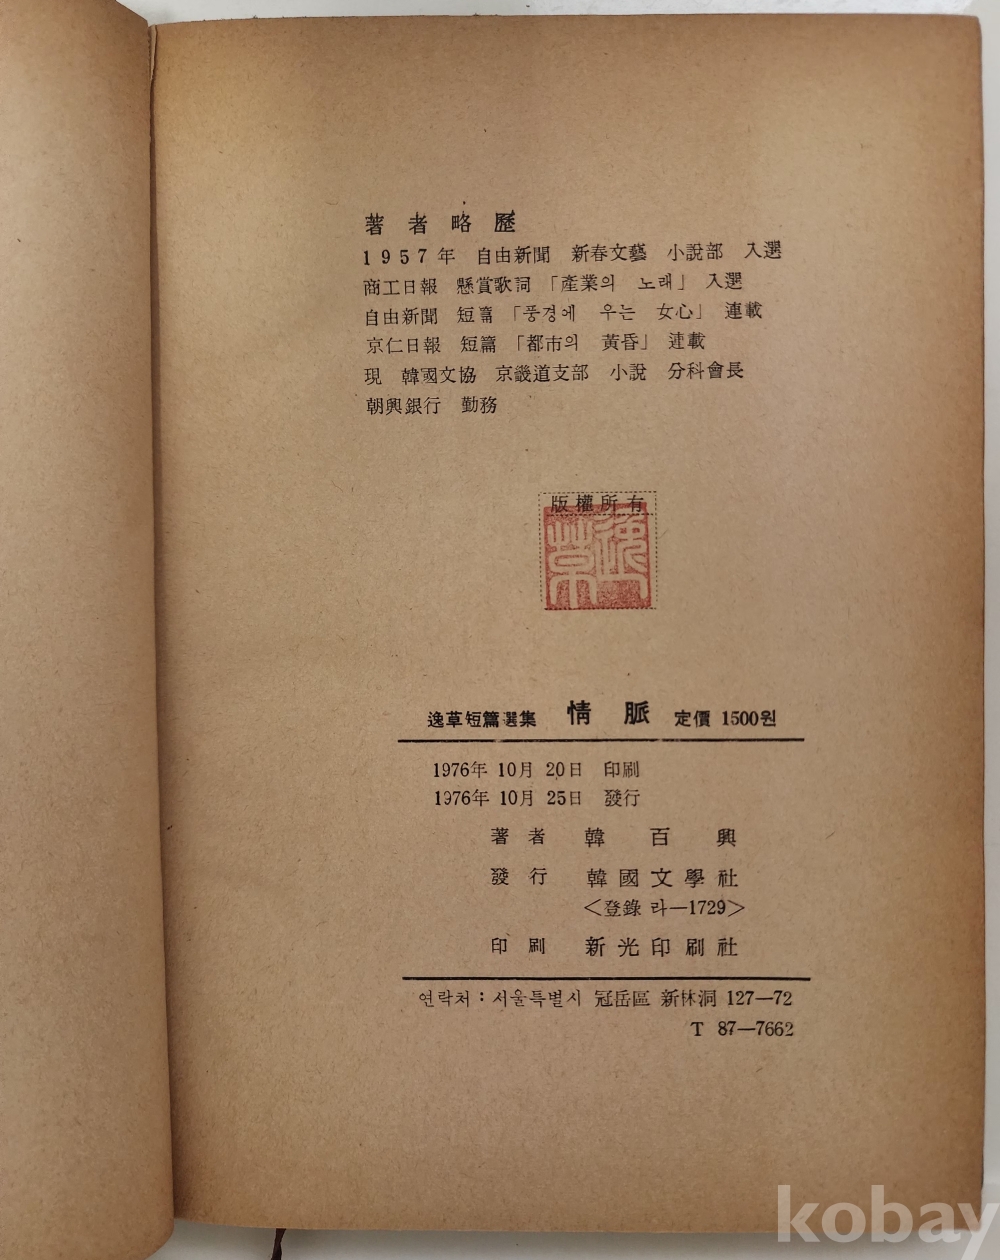 著者略歷
1957年 自由新聞 新春文藝 小說部 入選
商工日報 懸賞歌詞 「產業의 노래」 入選
自由新聞 短篇 「풍경에 우는 女心」 連載
京仁日報 短篇 「都市의 黃昏」 連載
現 韓國文協 京畿道支部 小說 分科會長
朝興銀行 勤務
版權所有
逸草
逸草短篇選集 情脈 定價 1500원
1976年 10月 20日 印刷
1976年 10月 25日 發行
著者 韓百興
發行 韓國文學社
<登錄 라—1729>
印刷 新光印刷社
연락처 : 서울특별시 冠岳區 新林洞 127—72
T 87—7662
kobay